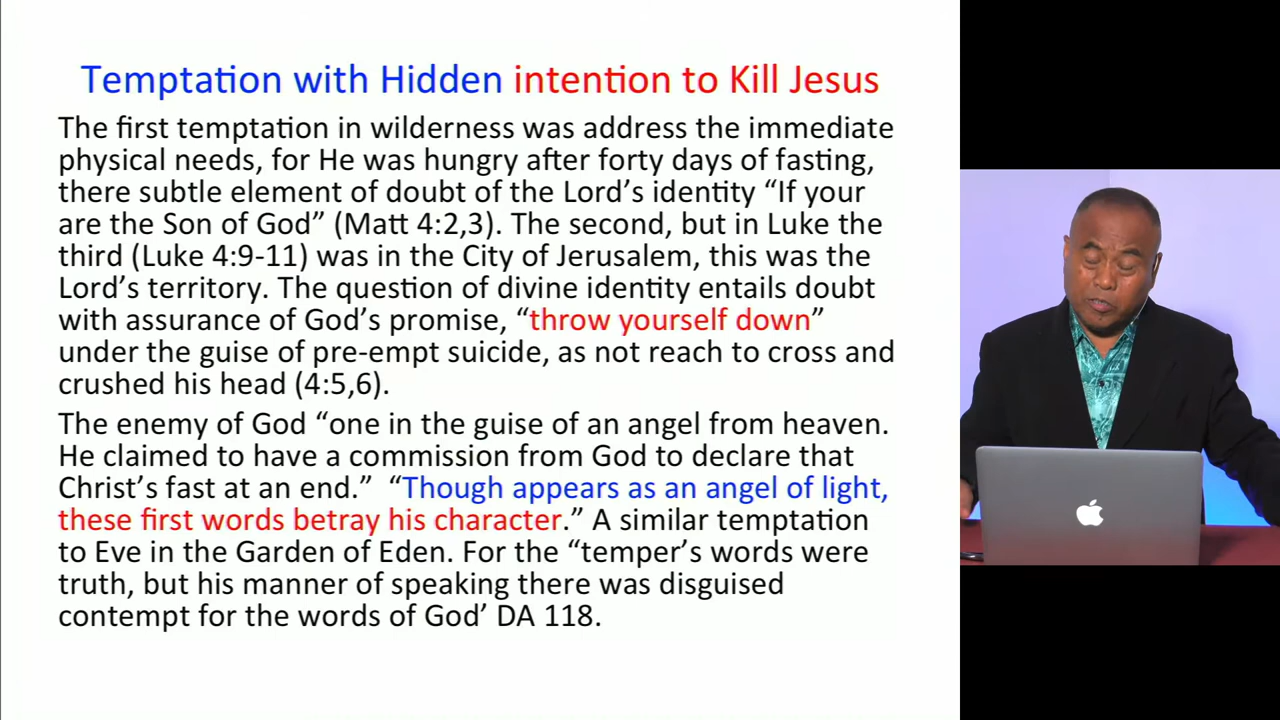 Temptation with Hidden intention to Kill Jesus
The first temptation in wilderness was address the immediate
physical needs, for He was hungry after forty days of fasting,
there subtle element of doubt of the Lord’s identity “If your
are the Son of God” (Matt 4:2,3). The second, but in Luke the
third (Luke 4:9-11) was in the City of Jerusalem, this was the
Lord’s territory. The question of divine identity entails doubt
with assurance of God’s promise, “throw yourself down”
under the guise of pre-empt suicide, as not reach to cross and
crushed his head (4:5,6).
The enemy of God “one in the guise of an angel from heaven.
He claimed to have a commission from God to declare that
Christ’s fast at an end.” “Though appears as an angel of light,
these first words betray his character.” A similar temptation
to Eve in the Garden of Eden. For the “temper’s words were
truth, but his manner of speaking there was disguised
contempt for the words of God’ DA 118.